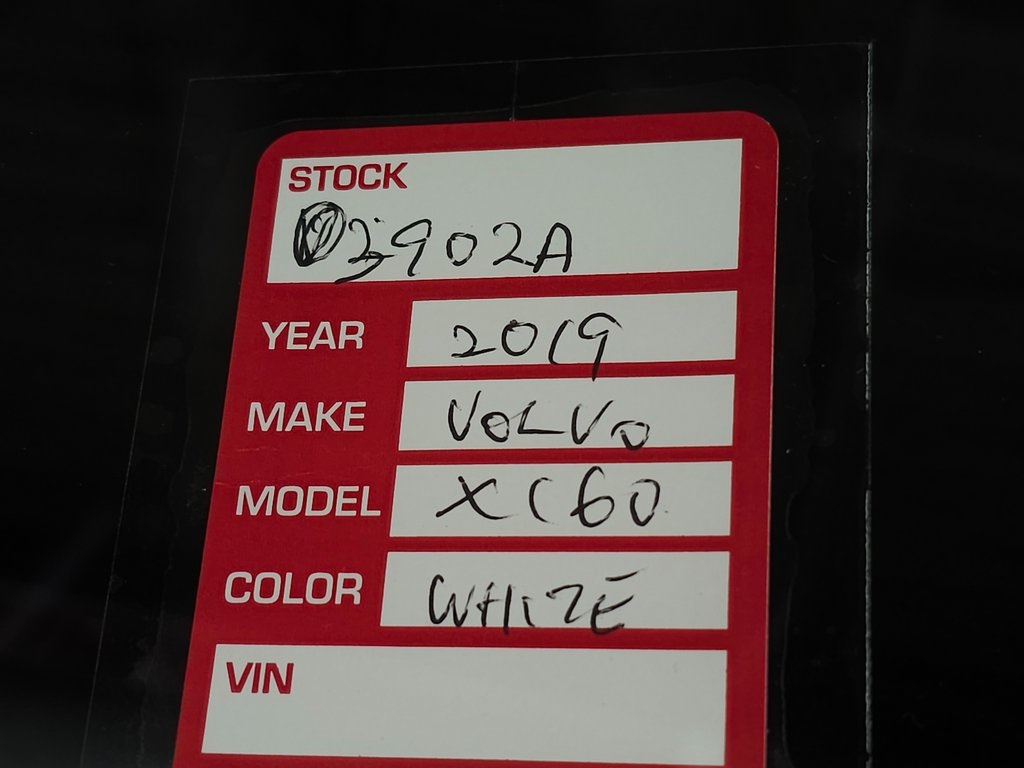 STOCK
3902A
YEAR 2019
MAKE VOLVO
MODEL XC60
COLOR WHITE
VIN